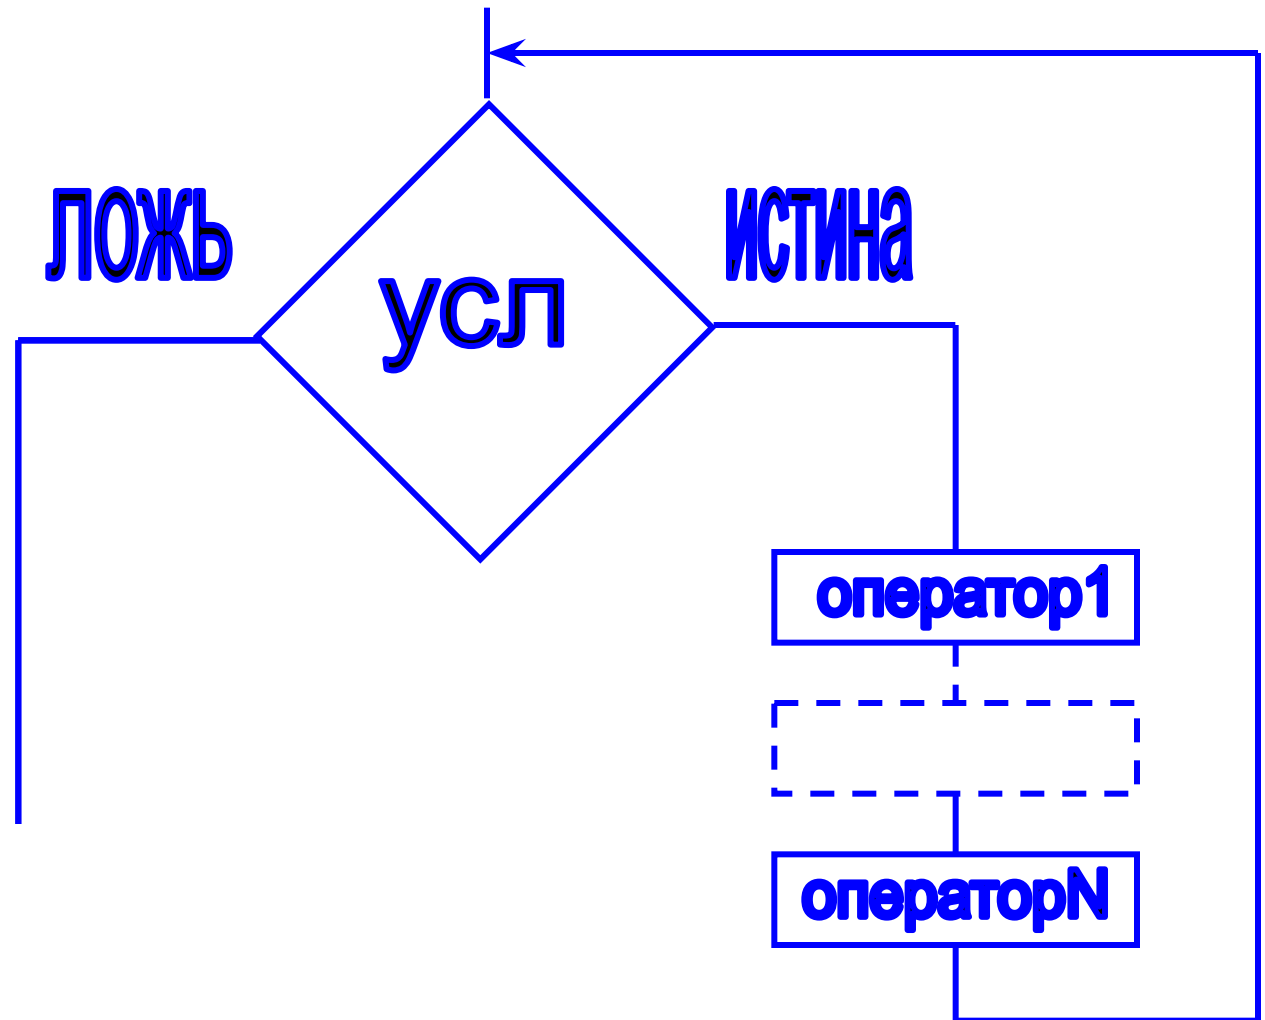 ложь
истина
усл
оператор1
операторN